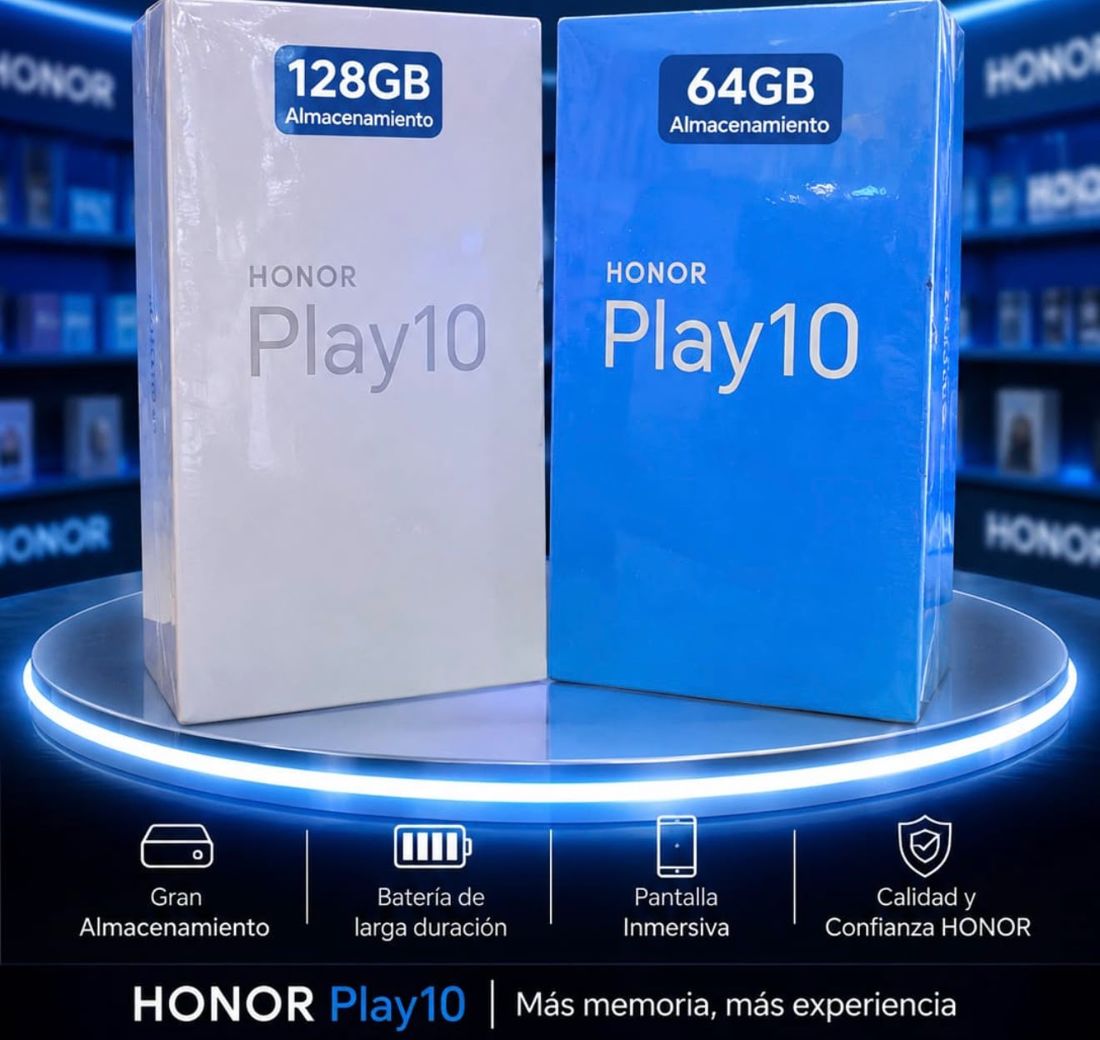 HONOR
HONOR
128GB
Almacenamiento
64GB
Almacenamiento
HONOR
Play10
HONOR
Play10
HONOR
HONOR
Gran
Almacenamiento
Batería de
larga duración
Pantalla
Inmersiva
Calidad y
Confianza HONOR
HONOR Play10
Más memoria, más experiencia